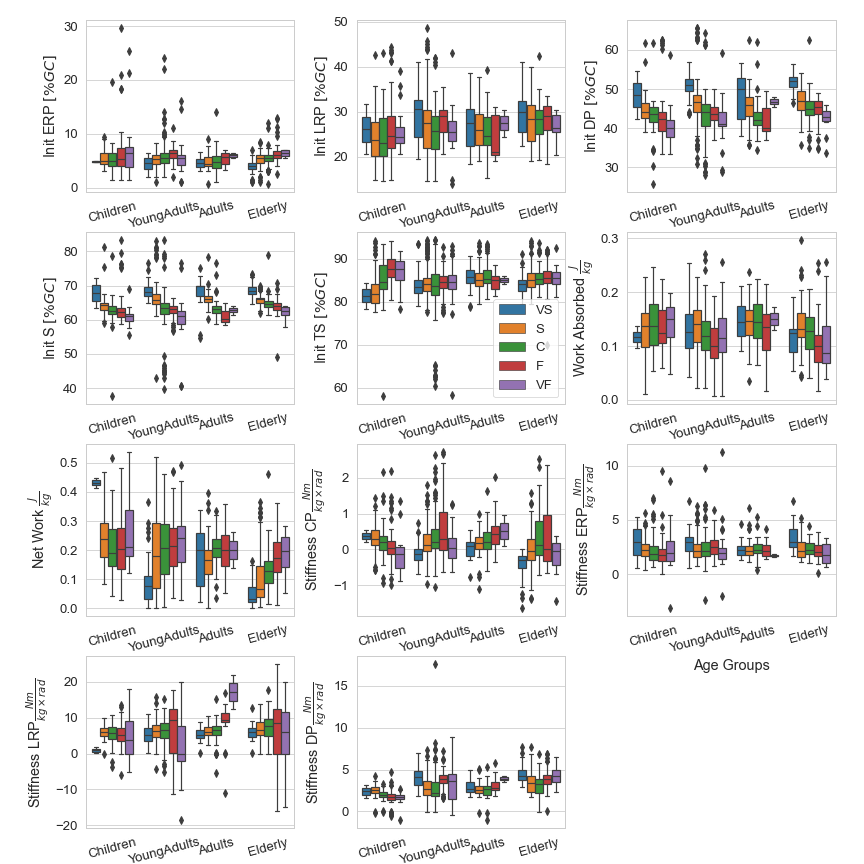 Init ERP [%GC]
30
20
10
0
Children
YoungAdults
Adults
Elderly
Init LRP [%GC]
50
40
30
20
Children
YoungAdults
Adults
Elderly
Init DP [%GC]
60
50
40
30
Children
YoungAdults
Adults
Elderly
Init S [%GC]
80
70
60
50
40
Children
YoungAdults
Adults
Elderly
Init TS [%GC]
90
80
70
60
VS
S
C
F
VF
Children
YoungAdults
Adults
Elderly
Work Absorbed J/kg
0.3
0.2
0.1
0.0
Children
YoungAdults
Adults
Elderly
Net Work J/kg
0.5
0.4
0.3
0.2
0.1
0.0
Children
YoungAdults
Adults
Elderly
Stiffness CP Nm/kg×rad
2
1
0
−1
Children
YoungAdults
Adults
Elderly
Stiffness ERP Nm/kg×rad
10
5
0
Children
YoungAdults
Adults
Elderly
Age Groups
Stiffness LRP Nm/kg×rad
20
10
0
−10
−20
Children
YoungAdults
Adults
Elderly
Stiffness DP Nm/kg×rad
15
10
5
0
Children
YoungAdults
Adults
Elderly